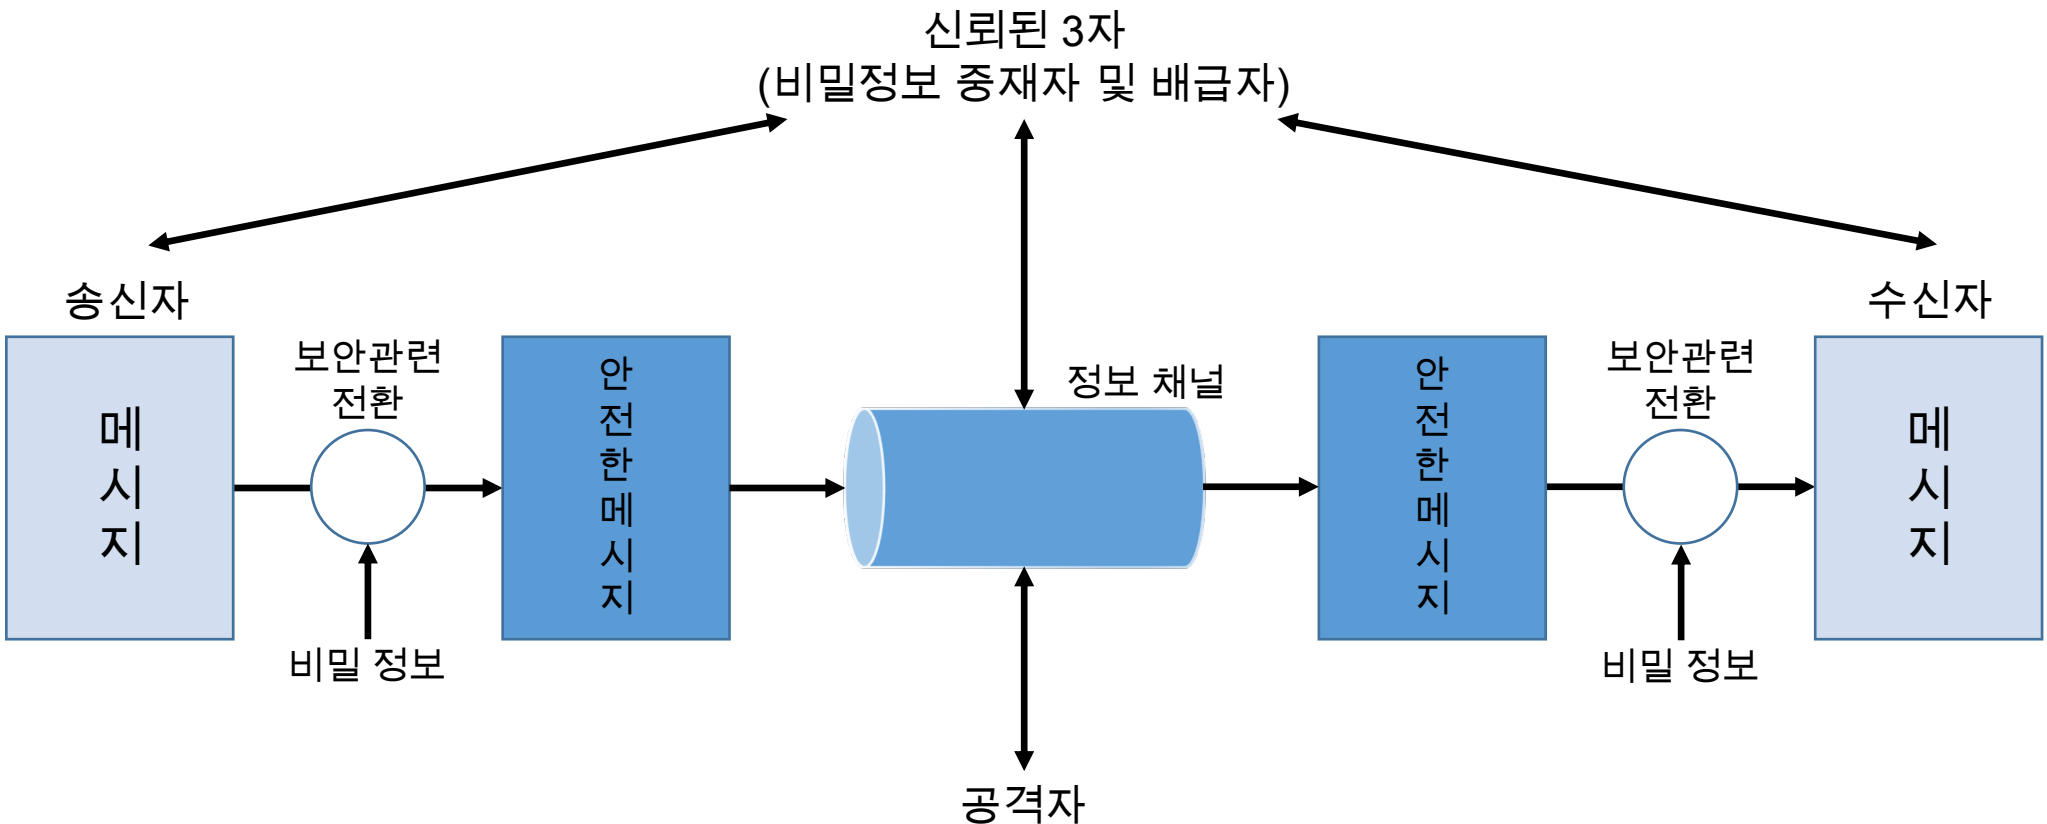 신뢰된 3자
(비밀정보 중재자 및 배급자)
송신자
수신자
보안관련
전환
보안관련
전환
정보 채널
메
시
지
안
전
한
메
시
지
안
전
한
메
시
지
메
시
지
비밀 정보
비밀 정보
공격자